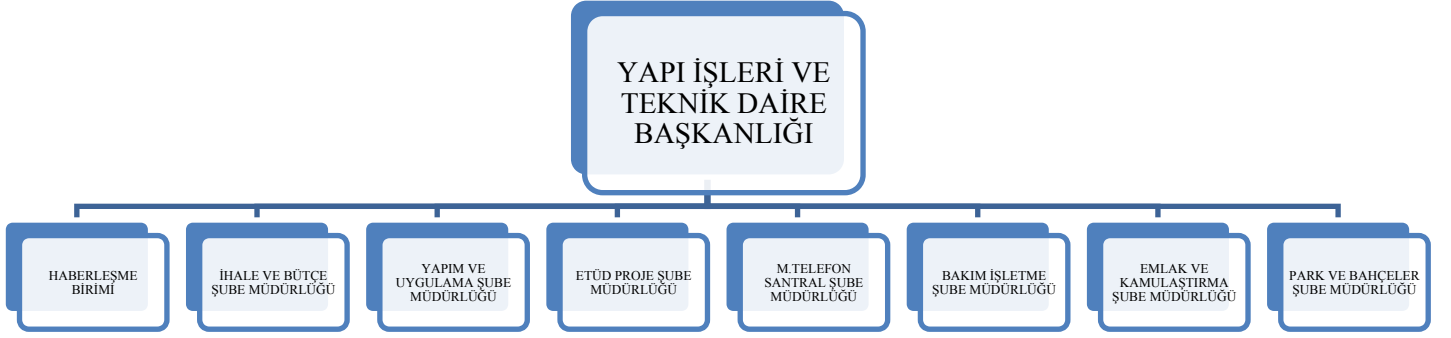 YAPI İŞLERİ VE
TEKNİK DAİRE
BAŞKANLIĞI
HABERLEŞME
BİRİMİ
İHALE VE BÜTÇE
ŞUBE MÜDÜRLÜĞÜ
YAPIM VE
UYGULAMA ŞUBE
MÜDÜRLÜĞÜ
ETÜD PROJE ŞUBE
MÜDÜRLÜĞÜ
M.TELEFON
SANTRAL ŞUBE
MÜDÜRLÜĞÜ
BAKIM İŞLETME
ŞUBE MÜDÜRLÜĞÜ
EMLAK VE
KAMULAŞTIRMA
ŞUBE MÜDÜRLÜĞÜ
PARK VE BAHÇELER
ŞUBE MÜDÜRLÜĞÜ